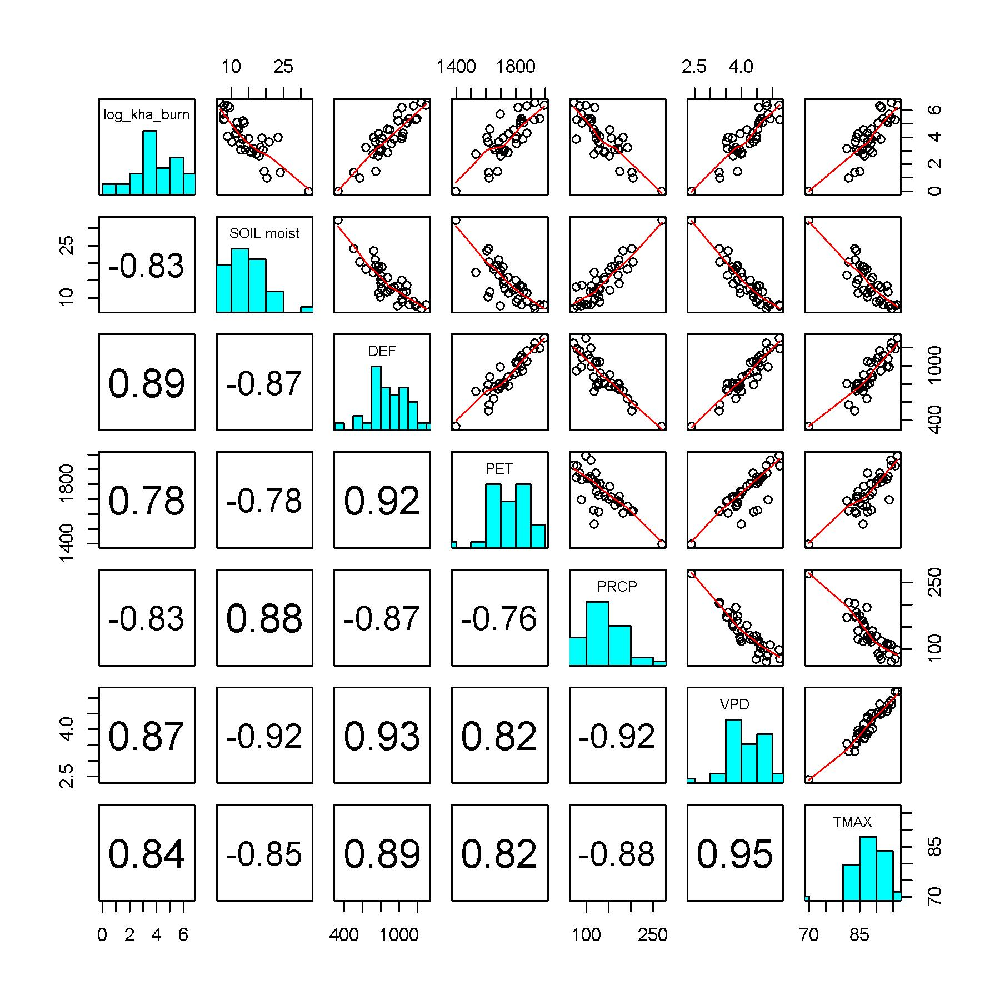 10 25 1400 1800 2.5 4.0
log_kha_burn 0 2 4 6
10 25 -0.83 SOIL moist
0.89 -0.87 DEF 400 1000
1400 1800 0.78 -0.78 0.92 PET
-0.83 0.88 -0.87 -0.76 PRCP 100 250
2.5 4.0 0.87 -0.92 0.93 0.82 -0.92 VPD
0.84 -0.85 0.89 0.82 -0.88 0.95 TMAX 70 85
0 2 4 6 400 1000 100 250 70 85